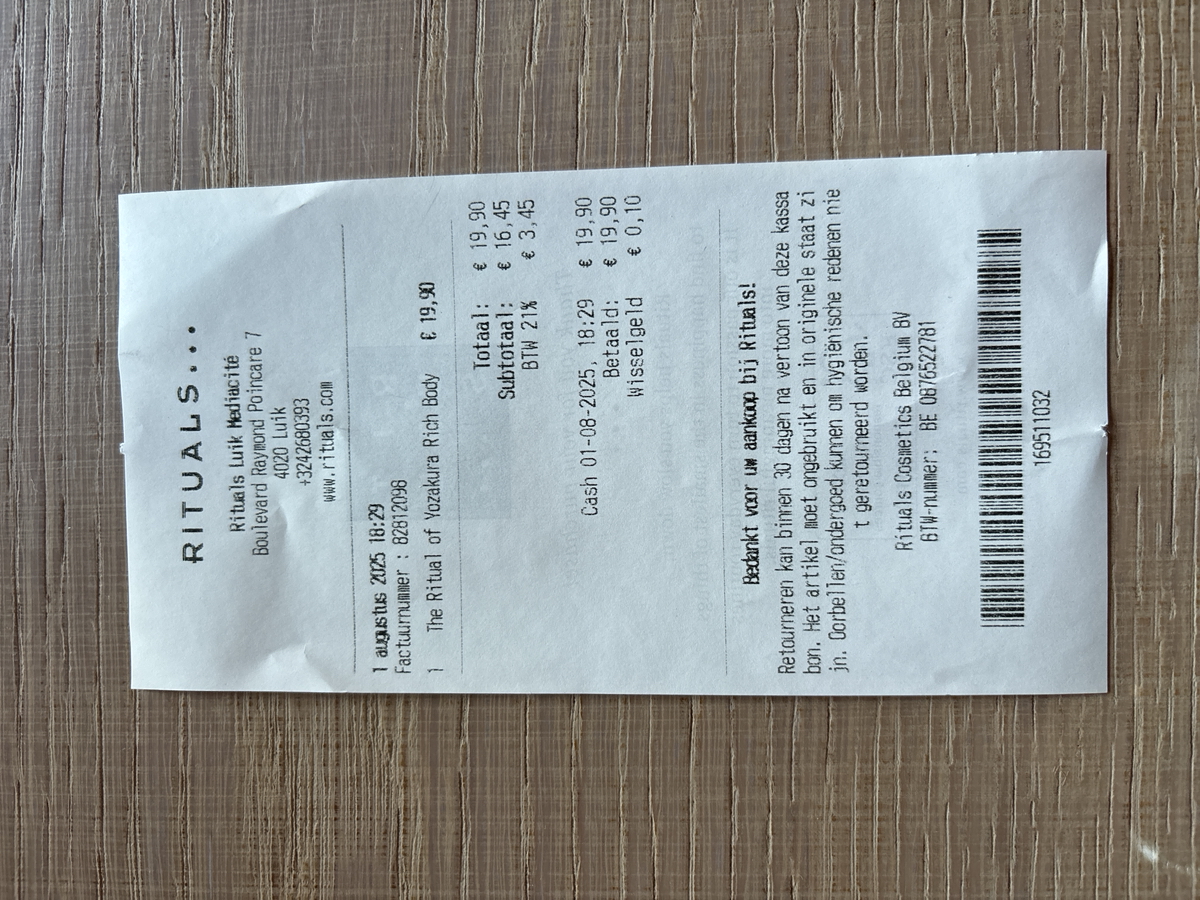 RITUALS...
Rituals Luik Mediacité
Boulevard Raymond Poincare 7
4020 Luik
+3242680393
www.rituals.com
1 augustus 2025 18:29
Factuurnummer : 82812098
1 The Ritual of Yozakura Rich Body € 19,90
Totaal: € 19,90
Subtotaal: € 16,45
BTW 21% € 3,45
Cash 01-08-2025, 18:29 € 19,90
Betaald: € 19,90
Wisselgeld € 0,10
Bedankt voor uw aankoop bij Rituals!
Retourneren kan binnen 30 dagen na vertoon van deze kassa
bon. Het artikel moet ongebruikt en in originele staat zi
jn. Oorbellen/ondergoed kunnen om hygiënische redenen nie
t geretourneerd worden.
Rituals Cosmetics Belgium BV
BTW-nummer: BE 0876522781
169511032